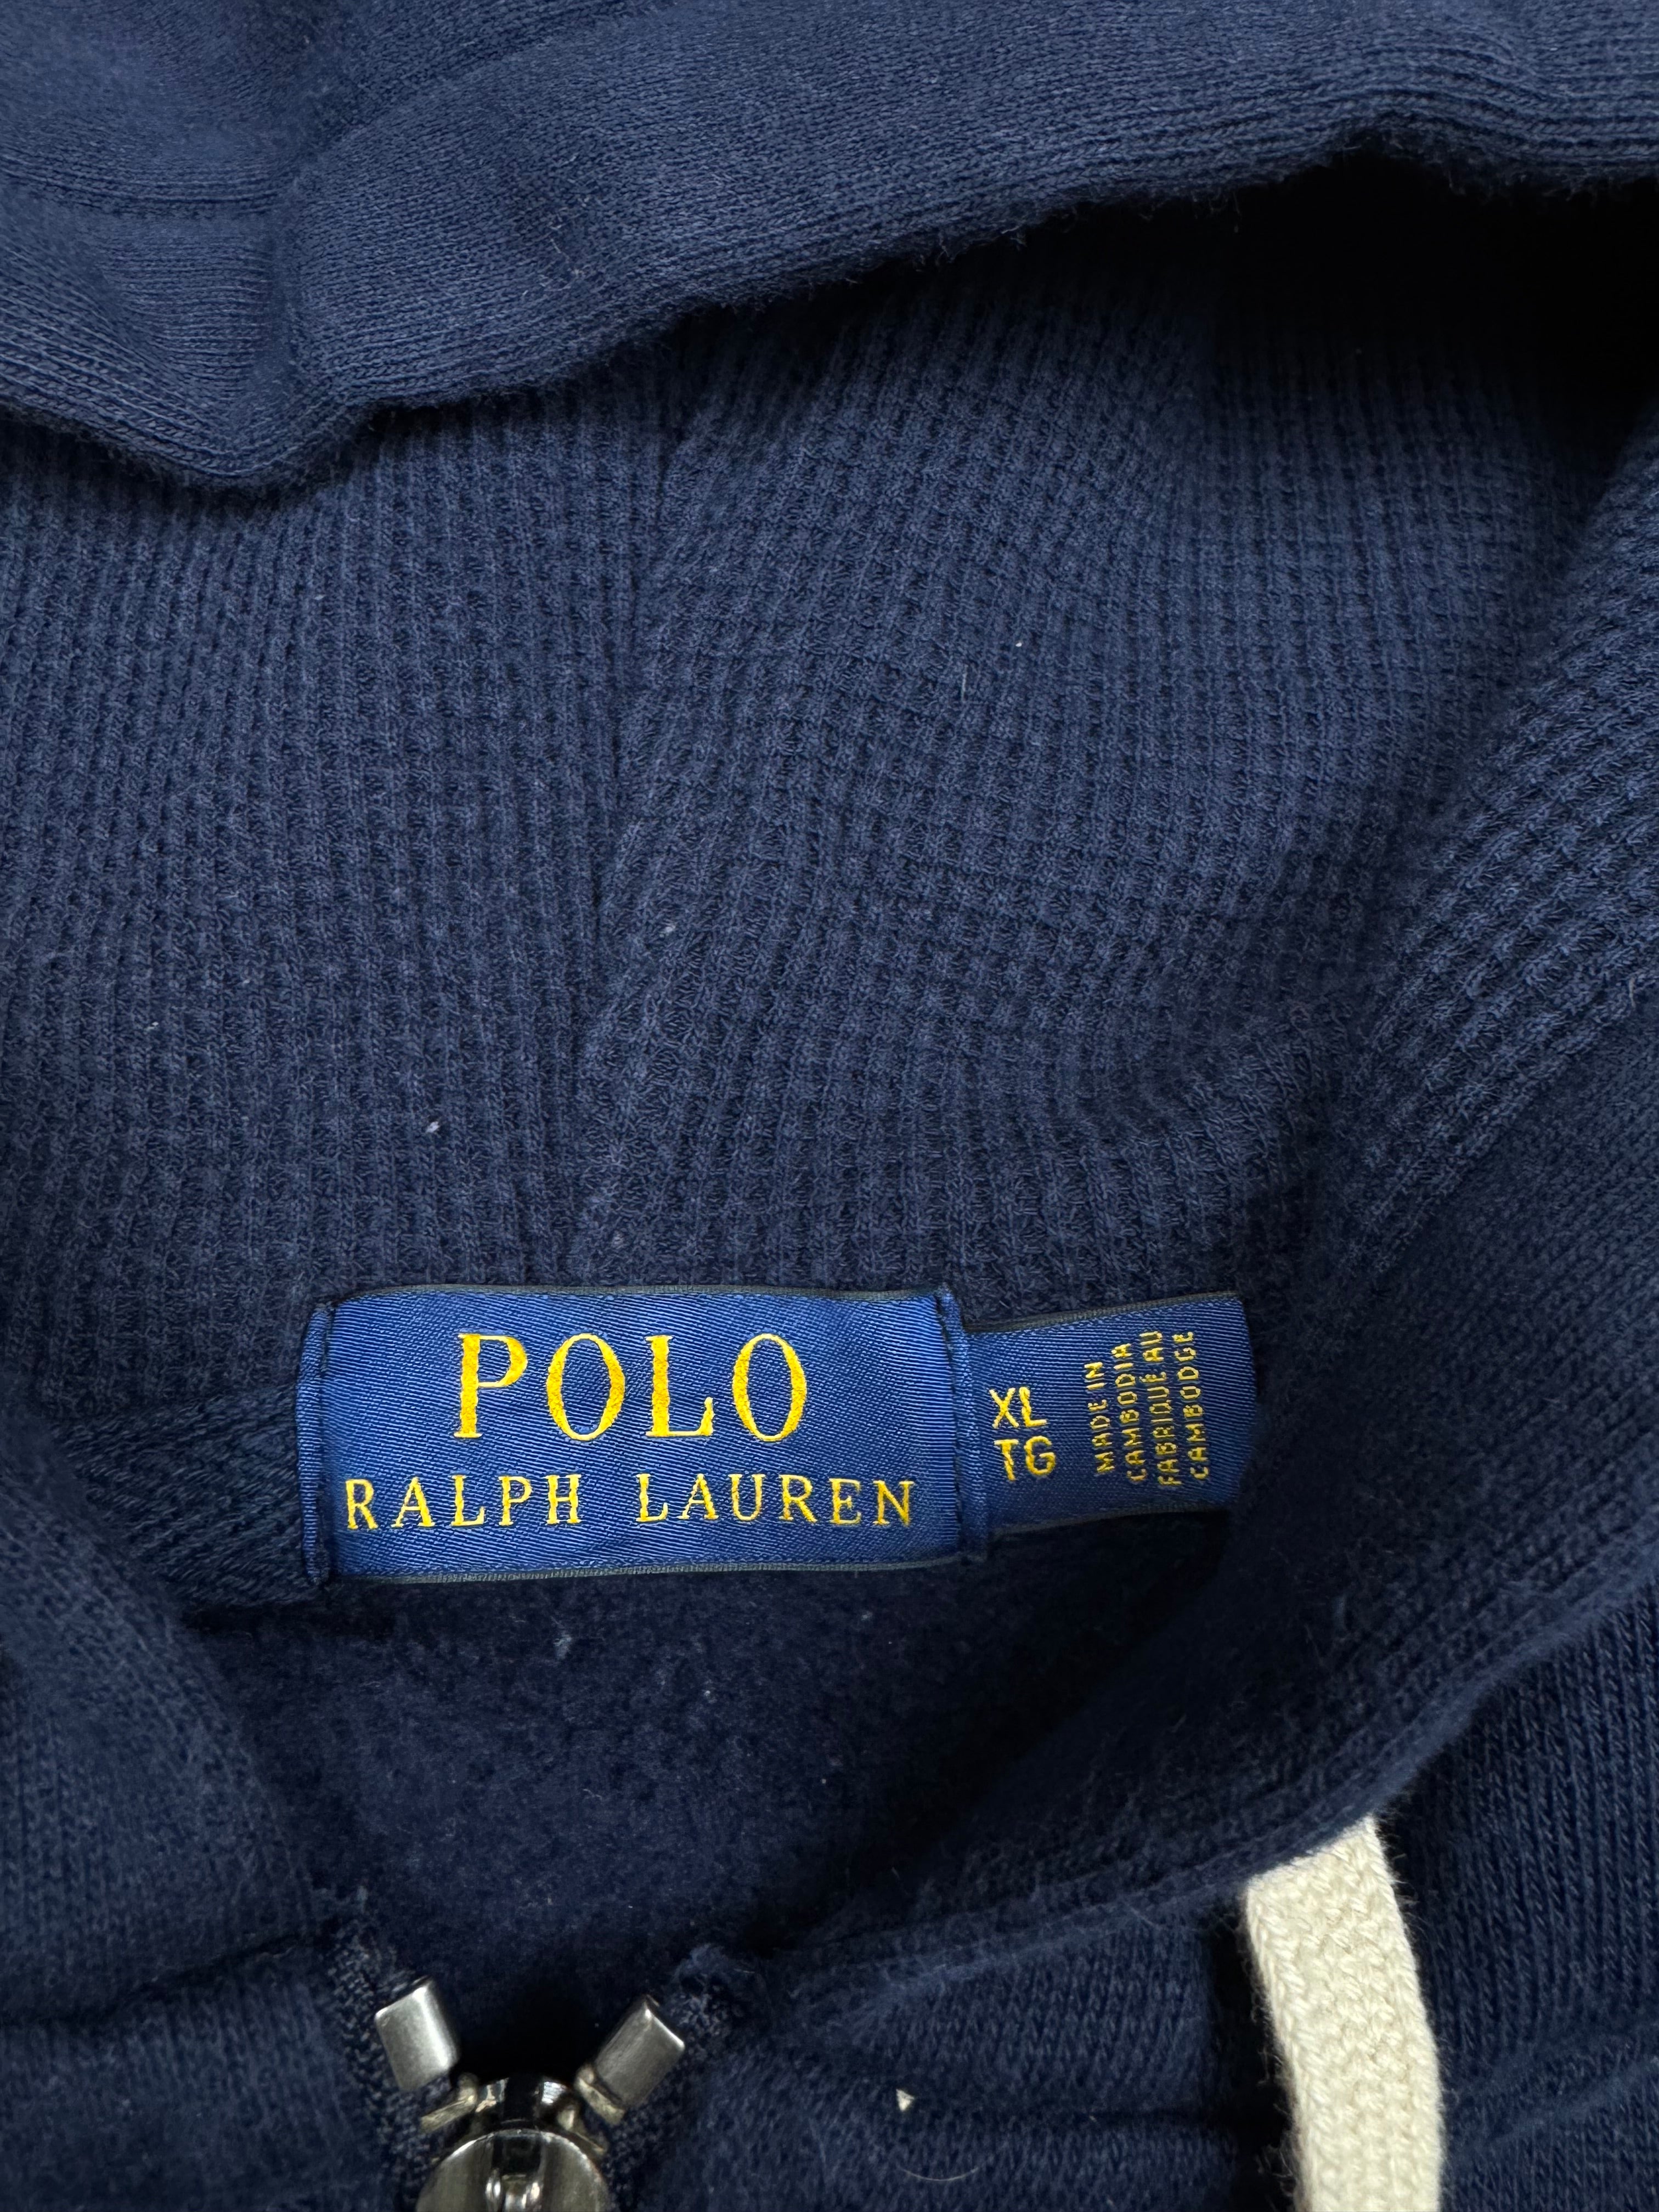 POLO
RALPH LAUREN
XL
TG
MADE IN
CAMBODIA
FABRIQUÉ AU
CAMBODGE